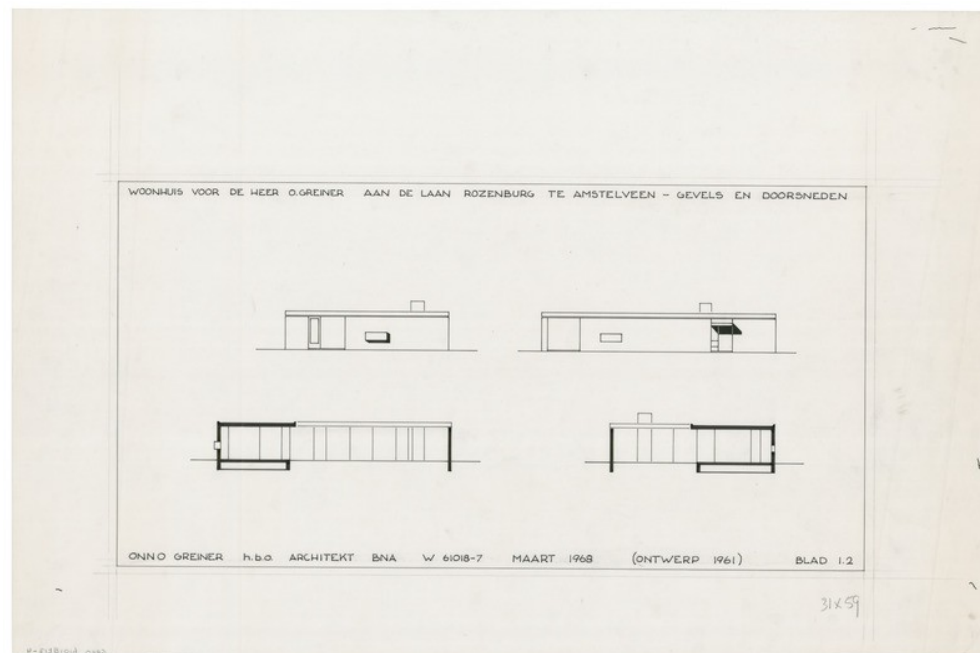 WOONHUIS VOOR DE HEER O.GREINER AAN DE LAAN ROZENBURG TE AMSTELVEEN - GEVELS EN DOORSNEDEN
ONNO GREINER h.b.o. ARCHITEKT BNA W 61018-7 MAART 1968 (ONTWERP 1961) BLAD 1.2
31x59